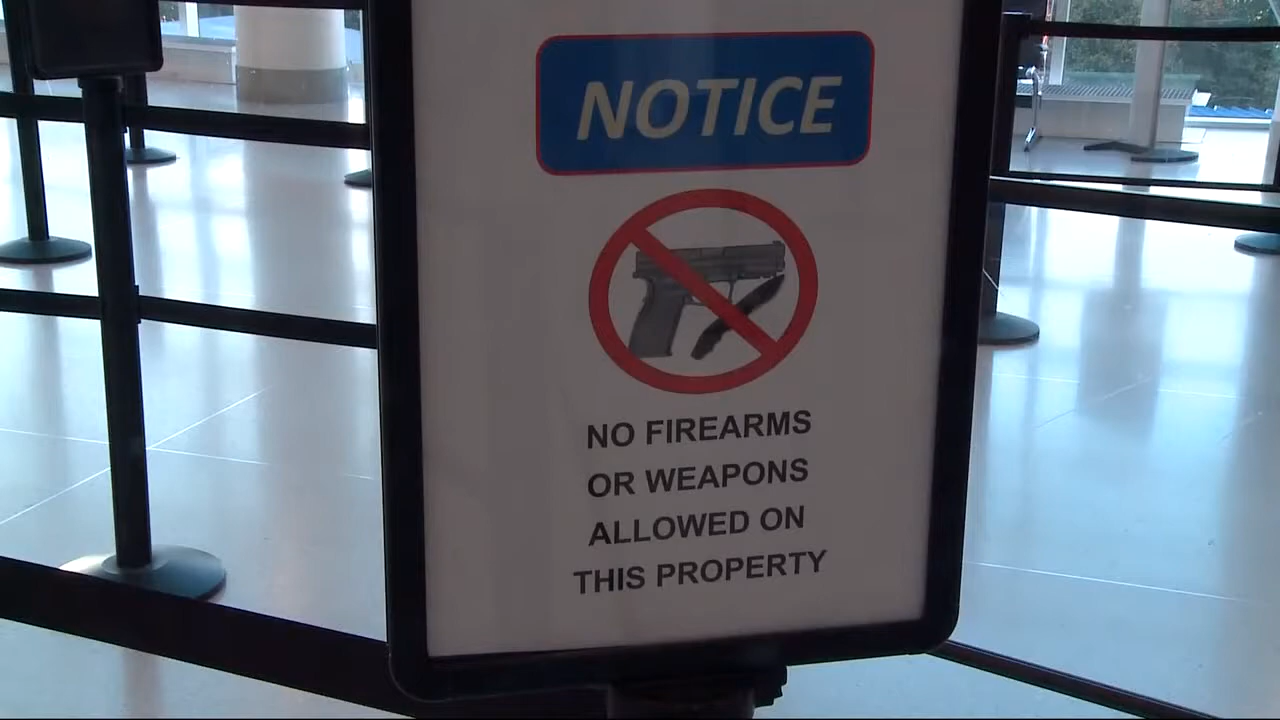 NOTICE
NO FIREARMS
OR WEAPONS
ALLOWED ON
THIS PROPERTY